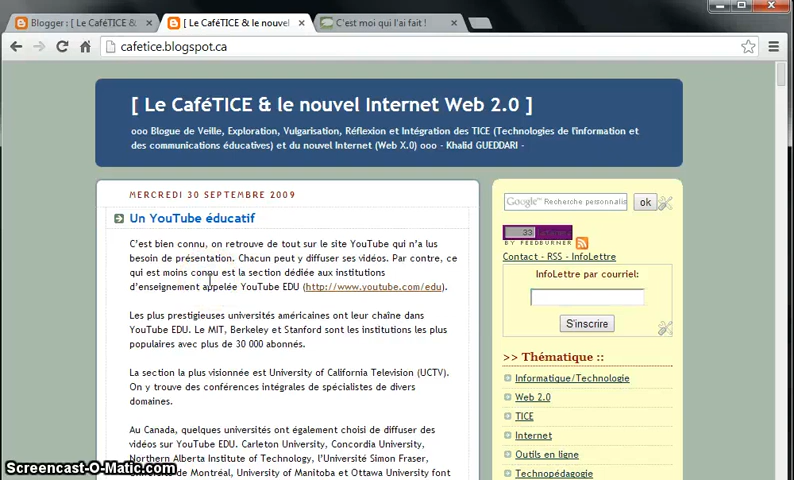 Blogger : [ Le CaféTICE &
[ Le CaféTICE & le nouvel
C'est moi qui l'ai fait !
cafetice.blogspot.ca
[ Le CaféTICE & le nouvel Internet Web 2.0 ]
ooo Blogue de Veille, Exploration, Vulgarisation, Réflexion et Intégration des TICE (Technologies de l'information et
des communications éducatives) et du nouvel Internet (Web X.0) ooo - Khalid GUEDDARI -
MERCREDI 30 SEPTEMBRE 2009
Un YouTube éducatif
C'est bien connu, on retrouve de tout sur le site YouTube qui n'a lus
besoin de présentation. Chacun peut y diffuser ses vidéos. Par contre, ce
qui est moins connu est la section dédiée aux institutions
d'enseignement appelée YouTube EDU (http://www.youtube.com/edu).
Les plus prestigieuses universités américaines ont leur chaîne dans
YouTube EDU. Le MIT, Berkeley et Stanford sont les institutions les plus
populaires avec plus de 30 000 abonnés.
La section la plus visionnée est University of California Television (UCTV).
On y trouve des conférences intégrales de spécialistes de divers
domaines.
Au Canada, quelques universités ont également choisi de diffuser des
vidéos sur YouTube EDU. Carleton University, Concordia University,
Northern Alberta Institute of Technology, l'Université Simon Fraser,
de Montréal, University of Manitoba et Ottawa University font
Google Recherche personnalis
ok
33
BY FEEDBURNER
Contact - RSS - InfoLettre
InfoLettre par courriel:
S'inscrire
>> Thématique ::
Informatique/Technologie
Web 2.0
TICE
Internet
Outils en ligne
Technopédagogie
Screencast-O-Matic.com